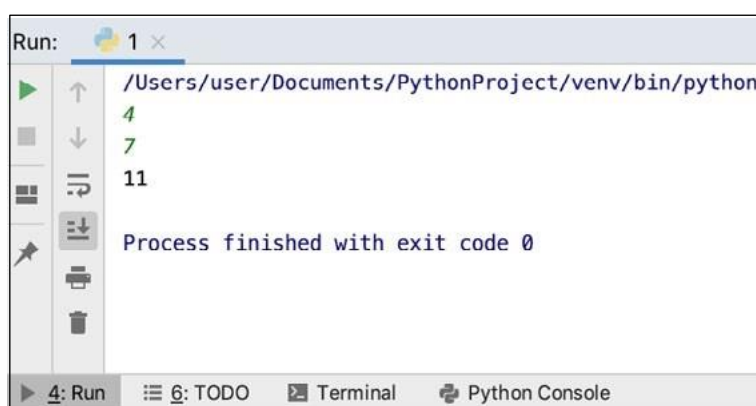 Run: 1
/Users/user/Documents/PythonProject/venv/bin/python
4
7
11
Process finished with exit code 0
4: Run 6: TODO Terminal Python Console